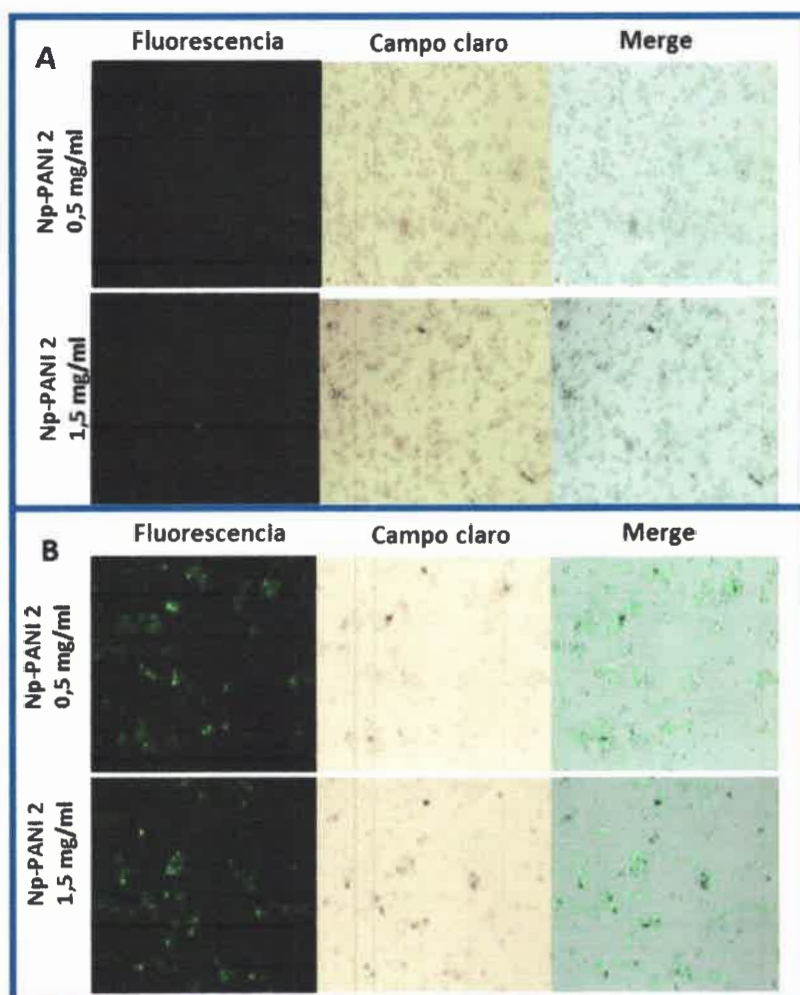 A
Fluorescencia
Campo claro
Merge
Np-PANI 2
0,5 mg/ml
Np-PANI 2
1,5 mg/ml
B
Fluorescencia
Campo claro
Merge
Np-PANI 2
0,5 mg/ml
Np-PANI 2
1,5 mg/ml